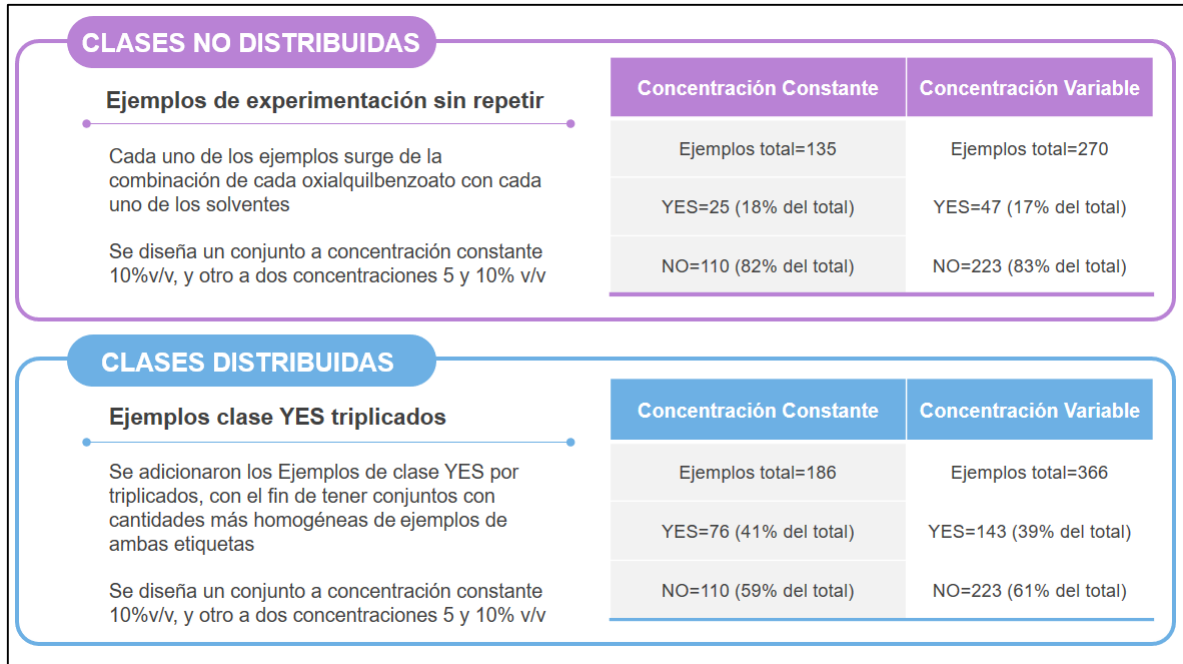 CLASES NO DISTRIBUIDAS
Ejemplos de experimentación sin repetir
Cada uno de los ejemplos surge de la
combinación de cada oxialquilbenzoato con cada
uno de los solventes
Se diseña un conjunto a concentración constante
10%v/v, y otro a dos concentraciones 5 y 10% v/v
Concentración Constante
Concentración Variable
Ejemplos total=135
Ejemplos total=270
YES=25 (18% del total)
YES=47 (17% del total)
NO=110 (82% del total)
NO=223 (83% del total)
CLASES DISTRIBUIDAS
Ejemplos clase YES triplicados
Se adicionaron los Ejemplos de clase YES por
triplicados, con el fin de tener conjuntos con
cantidades más homogéneas de ejemplos de
ambas etiquetas
Se diseña un conjunto a concentración constante
10%v/v, y otro a dos concentraciones 5 y 10% v/v
Concentración Constante
Concentración Variable
Ejemplos total=186
Ejemplos total=366
YES=76 (41% del total)
YES=143 (39% del total)
NO=110 (59% del total)
NO=223 (61% del total)